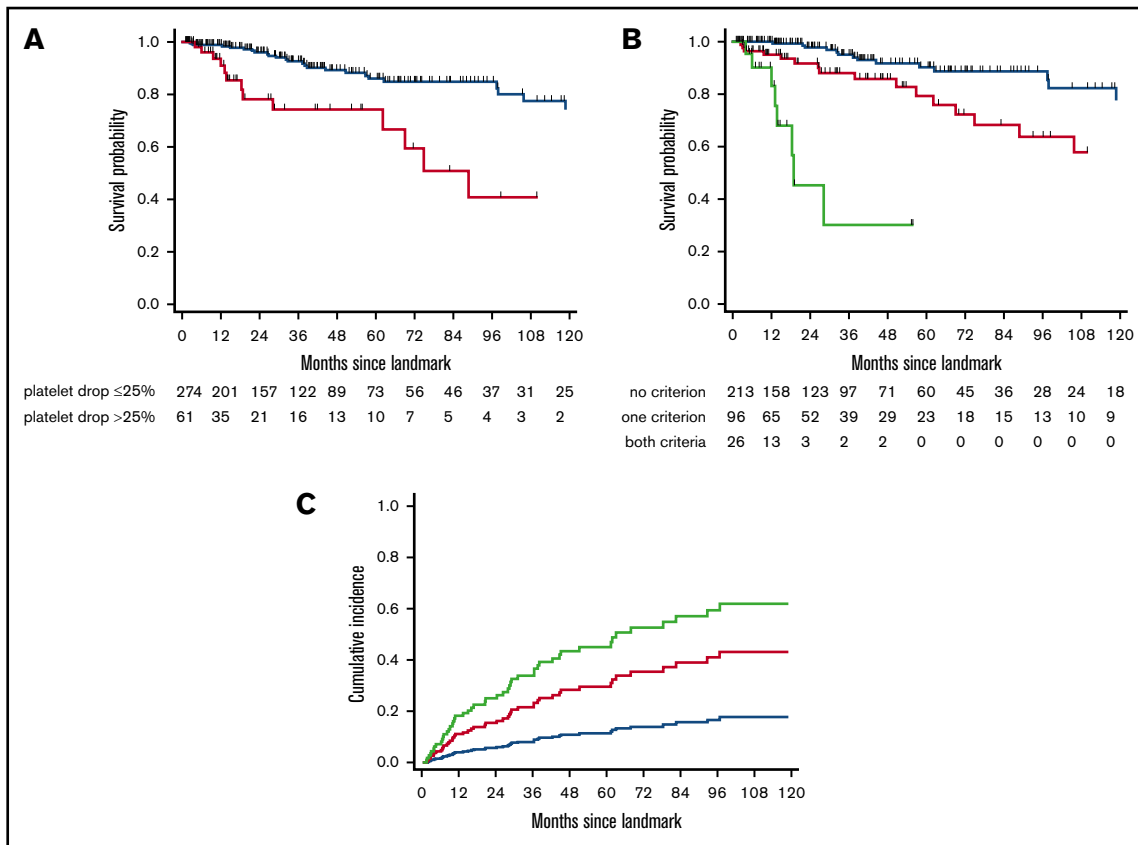 A
Survival probability
1.0
0.8
0.6
0.4
0.2
0.0
0 12 24 36 48 60 72 84 96 108 120
Months since landmark
platelet drop ≤25% 274 201 157 122 89 73 56 46 37 31 25
platelet drop >25% 61 35 21 16 13 10 7 5 4 3 2
B
Survival probability
1.0
0.8
0.6
0.4
0.2
0.0
0 12 24 36 48 60 72 84 96 108 120
Months since landmark
no criterion 213 158 123 97 71 60 45 36 28 24 18
one criterion 96 65 52 39 29 23 18 15 13 10 9
both criteria 26 13 3 2 2 0 0 0 0 0 0
C
Cumulative incidence
1.0
0.8
0.6
0.4
0.2
0.0
0 12 24 36 48 60 72 84 96 108 120
Months since landmark